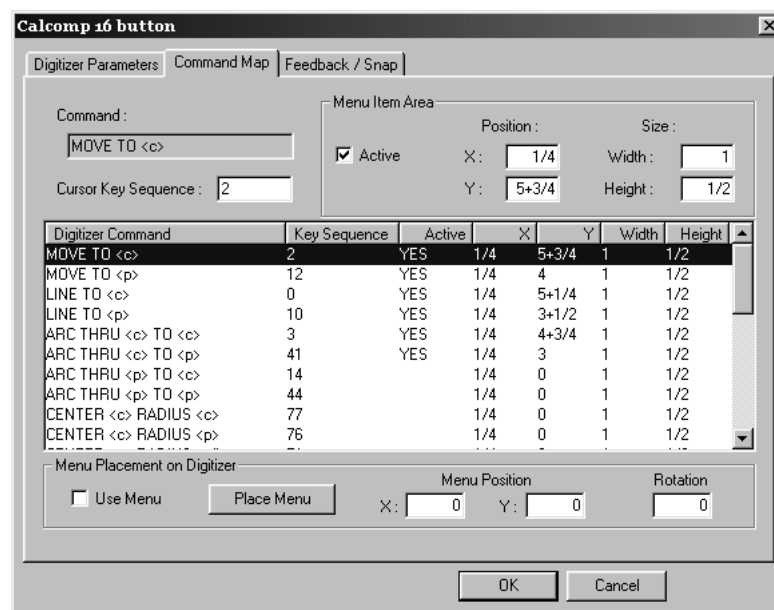 Calcomp 16 button
Digitizer Parameters Command Map Feedback / Snap
Command :
MOVE TO <c>
Cursor Key Sequence : 2
Menu Item Area
Active
Position :
X : 1/4
Y : 5+3/4
Size :
Width : 1
Height : 1/2
Digitizer Command Key Sequence Active X Y Width Height
MOVE TO <c> 2 YES 1/4 5+3/4 1 1/2
MOVE TO <p> 12 YES 1/4 4 1 1/2
LINE TO <c> 0 YES 1/4 5+1/4 1 1/2
LINE TO <p> 10 YES 1/4 3+1/2 1 1/2
ARC THRU <c> TO <c> 3 YES 1/4 4+3/4 1 1/2
ARC THRU <c> TO <p> 41 YES 1/4 3 1 1/2
ARC THRU <p> TO <c> 14 1/4 0 1 1/2
ARC THRU <p> TO <p> 44 1/4 0 1 1/2
CENTER <c> RADIUS <c> 77 1/4 0 1 1/2
CENTER <c> RADIUS <p> 76 1/4 0 1 1/2
Menu Placement on Digitizer
Use Menu Place Menu
Menu Position
X : 0 Y : 0
Rotation
0
OK Cancel